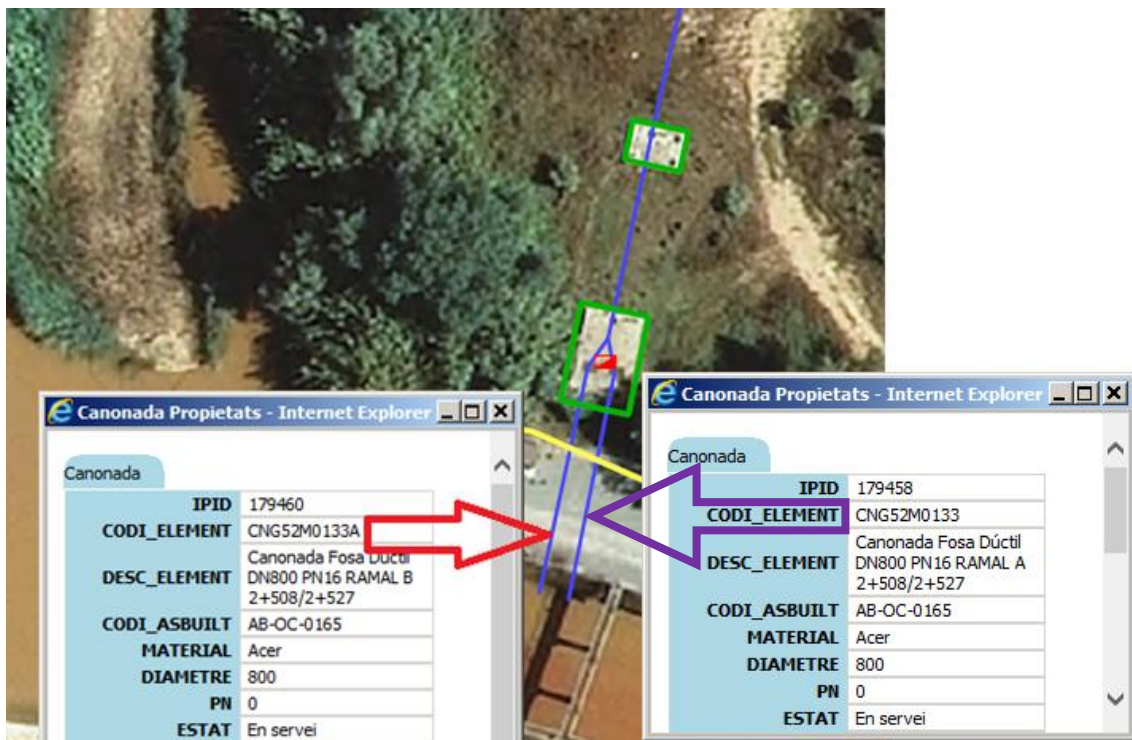 Canonada Propietats - Internet Explorer
Canonada
IPID 179460
CODI_ELEMENT CNG52M0133A
DESC_ELEMENT Canonada Fosa Dúctil
DN800 PN16 RAMAL B
2+508/2+527
CODI_ASBUILT AB-OC-0165
MATERIAL Acer
DIAMETRE 800
PN 0
ESTAT En servei
Canonada Propietats - Internet Explorer
Canonada
IPID 179458
CODI_ELEMENT CNG52M0133
DESC_ELEMENT Canonada Fosa Dúctil
DN800 PN16 RAMAL A
2+508/2+527
CODI_ASBUILT AB-OC-0165
MATERIAL Acer
DIAMETRE 800
PN 0
ESTAT En servei